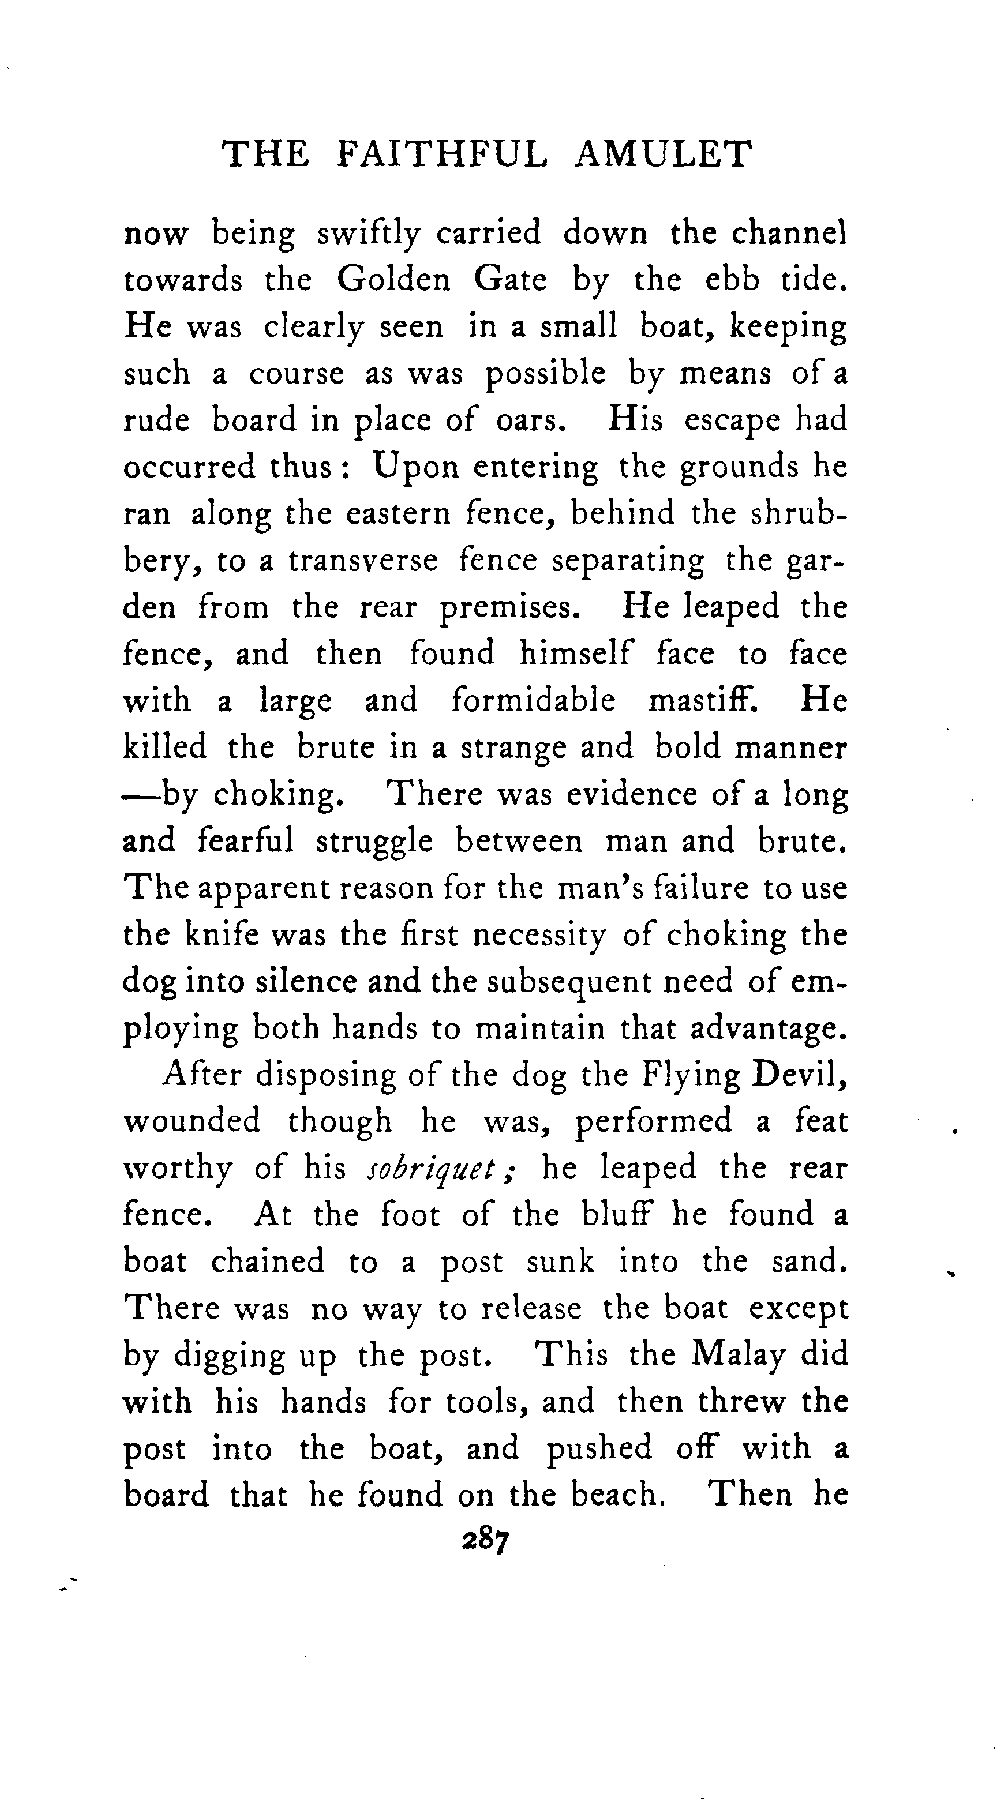 THE FAITHFUL AMULET
now being swiftly carried down the channel
towards the Golden Gate by the ebb tide.
He was clearly seen in a small boat, keeping
such a course as was possible by means of a
rude board in place of oars. His escape had
occurred thus: Upon entering the grounds he
ran along the eastern fence, behind the shrub-
bery, to a transverse fence separating the gar-
den from the rear premises. He leaped the
fence, and then found himself face to face
with a large and formidable mastiff. He
killed the brute in a strange and bold manner
—by choking. There was evidence of a long
and fearful struggle between man and brute.
The apparent reason for the man's failure to use
the knife was the first necessity of choking the
dog into silence and the subsequent need of em-
ploying both hands to maintain that advantage.
After disposing of the dog the Flying Devil,
wounded though he was, performed a feat
worthy of his sobriquet; he leaped the rear
fence. At the foot of the bluff he found a
boat chained to a post sunk into the sand.
There was no way to release the boat except
by digging up the post. This the Malay did
with his hands for tools, and then threw the
post into the boat, and pushed off with a
board that he found on the beach. Then he
287